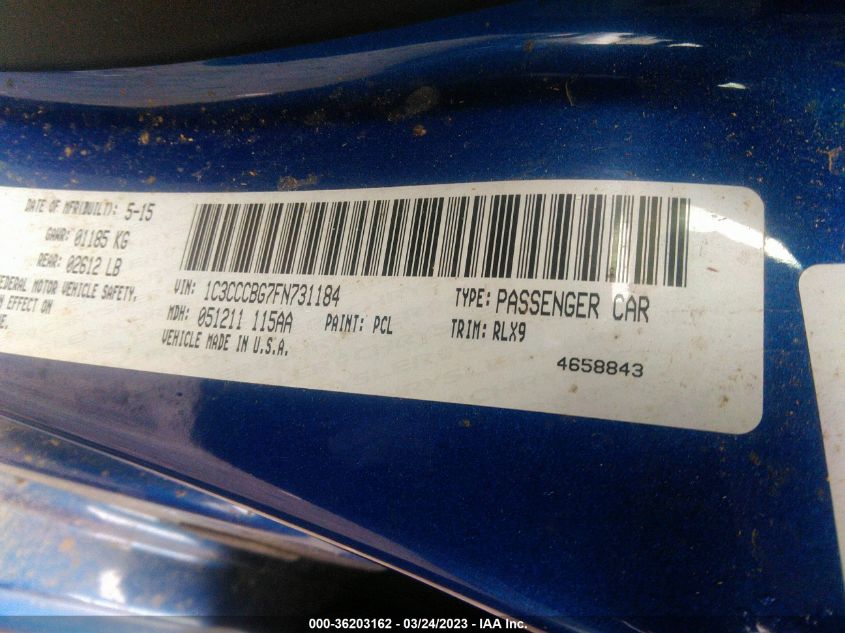 DATE OF MFR(BUILT): 5-15
GAWR: 01185 KG
REAR: 02612 LB
FEDERAL MOTOR VEHICLE SAFETY,
EFFECT ON
VIN: 1C3CCCBG7FN731184
TYPE: PASSENGER CAR
MDH: 051211 115AA
PAINT: PCL
TRIM: RLX9
VEHICLE MADE IN U.S.A.
4658843
000-36203162 - 03/24/2023 - IAA Inc.